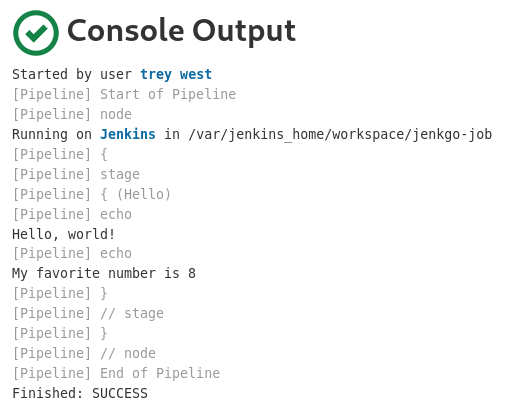 Console Output
Started by user trey west
[Pipeline] Start of Pipeline
[Pipeline] node
Running on Jenkins in /var/jenkins_home/workspace/jenkgo-job
[Pipeline] {
[Pipeline] stage
[Pipeline] { (Hello)
[Pipeline] echo
Hello, world!
[Pipeline] echo
My favorite number is 8
[Pipeline] }
[Pipeline] // stage
[Pipeline] }
[Pipeline] // node
[Pipeline] End of Pipeline
Finished: SUCCESS